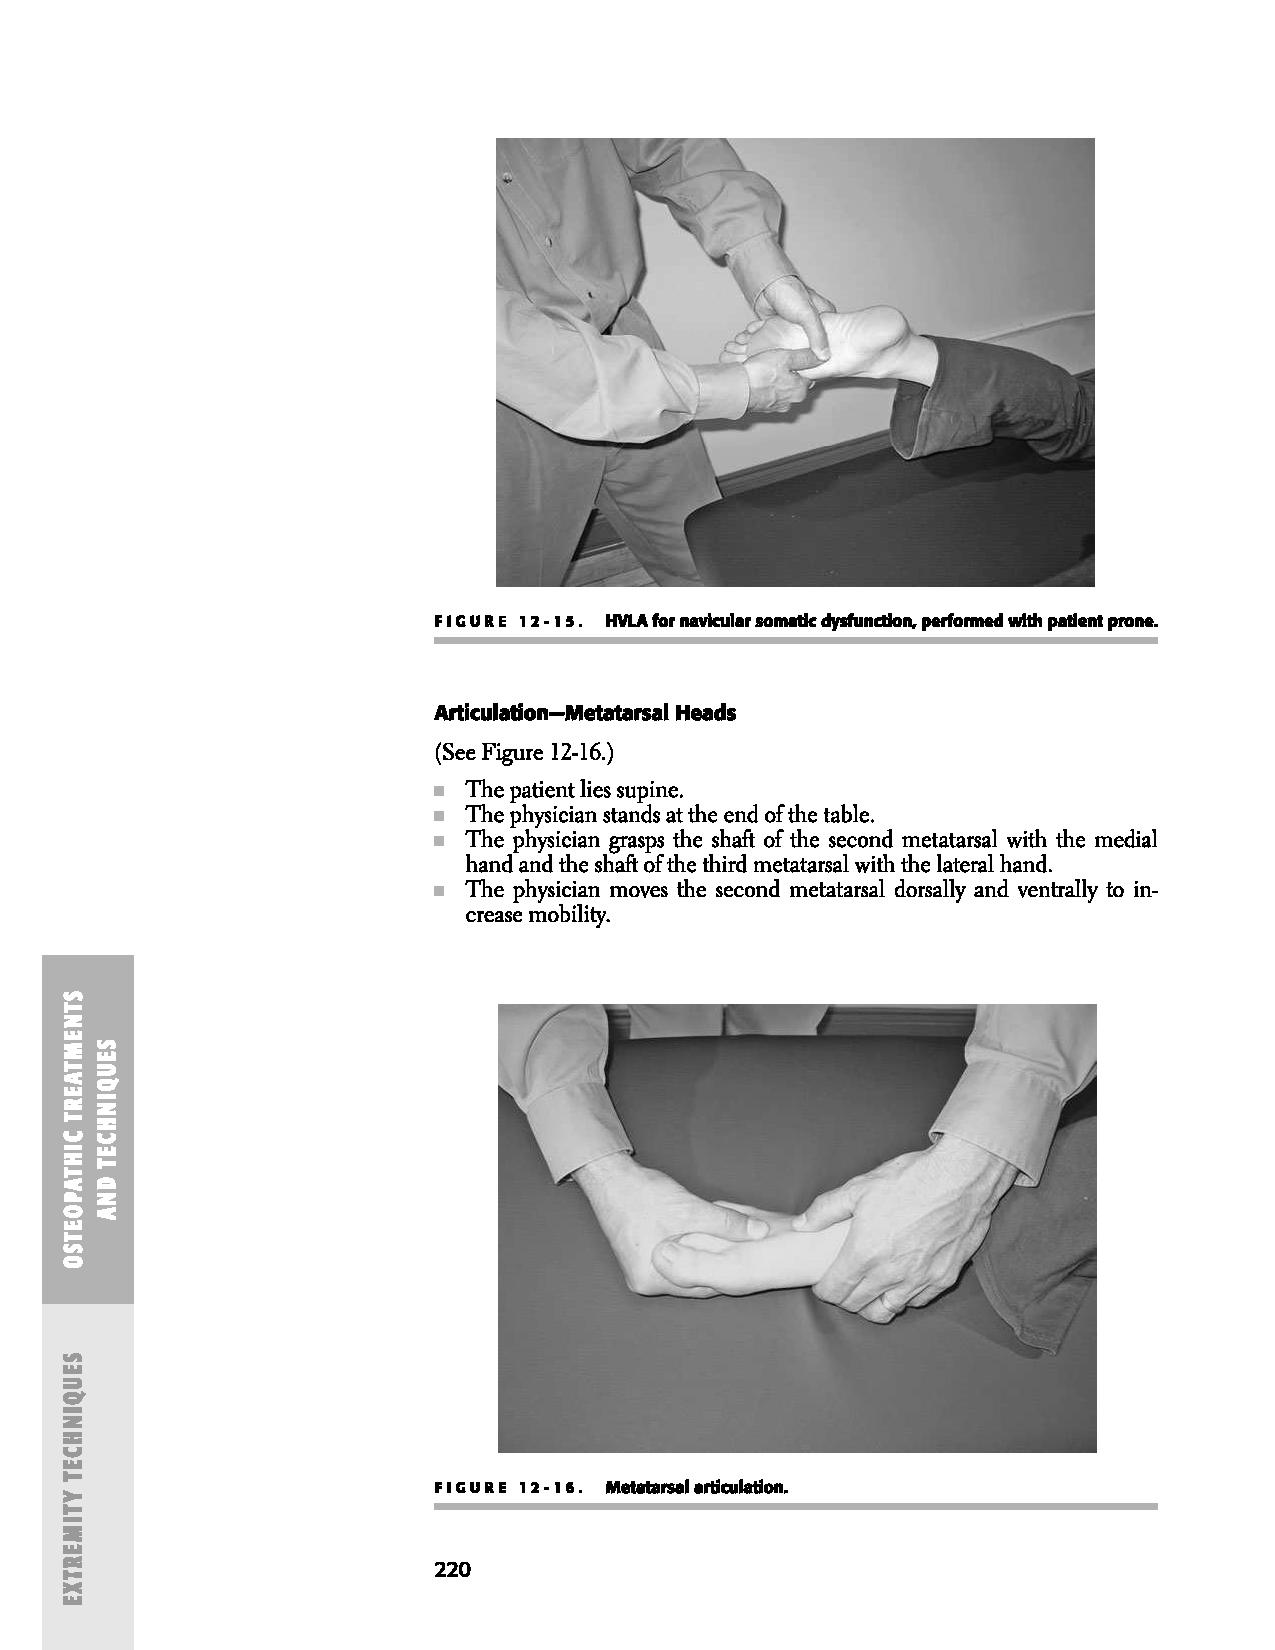 FIGURE 12-15. HVLA for navicular somatic dysfunction, performed with patient prone.
Articulation—Metatarsal Heads
(See Figure 12-16.)
■ The patient lies supine.
■ The physician stands at the end of the table.
■ The physician grasps the shaft of the second metatarsal with the medial
hand and the shaft of the third metatarsal with the lateral hand.
■ The physician moves the second metatarsal dorsally and ventrally to in-
crease mobility.
OSTEOPATHIC TREATMENTS
AND TECHNIQUES
EXTREMITY TECHNIQUES
FIGURE 12-16. Metatarsal articulation.
220